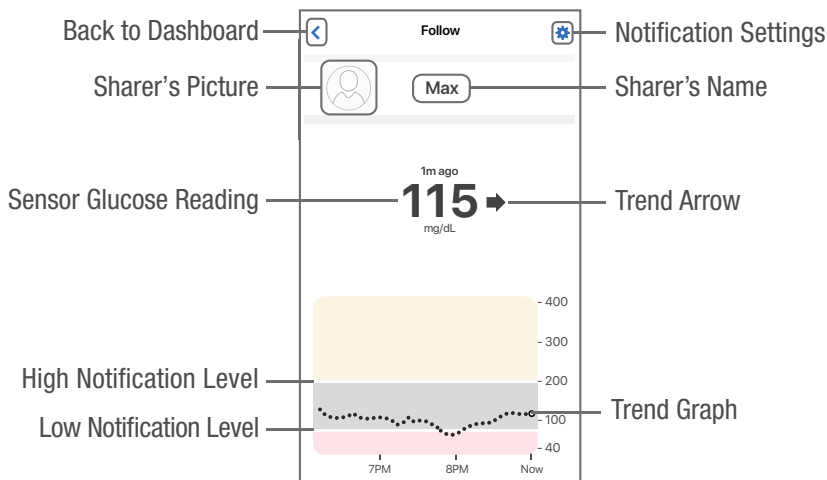 Back to Dashboard
Follow
Notification Settings
Sharer’s Picture
Max
Sharer’s Name
1m ago
Sensor Glucose Reading
115
Trend Arrow
mg/dL
400
300
High Notification Level
200
Low Notification Level
100
Trend Graph
40
7PM
8PM
Now